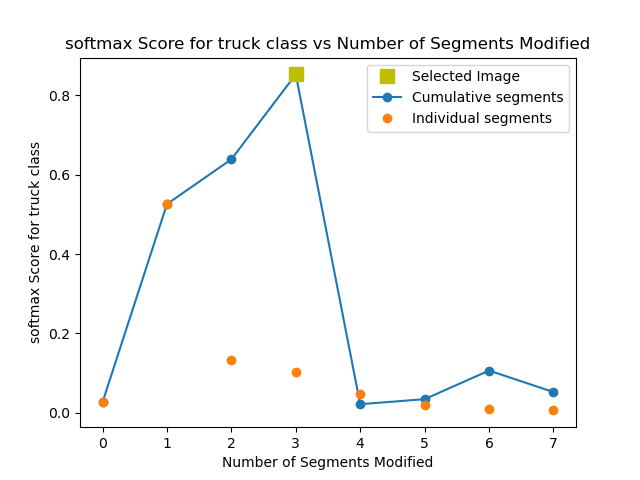 softmax Score for truck class vs Number of Segments Modified
Selected Image
Cumulative segments
Individual segments
softmax Score for truck class
0.8
0.6
0.4
0.2
0.0
0 1 2 3 4 5 6 7
Number of Segments Modified